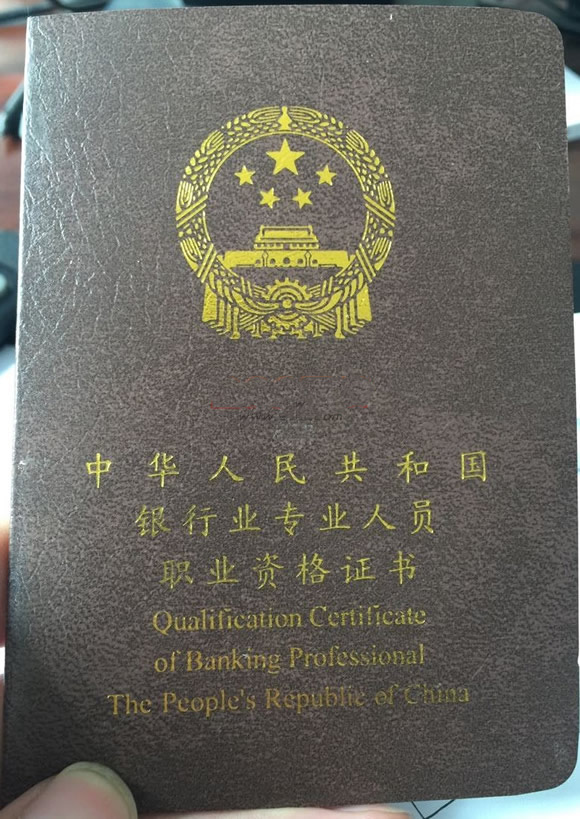 中华人民共和国
银行业专业人员
职业资格证书
Qualification Certificate
of Banking Professional
The People's Republic of China